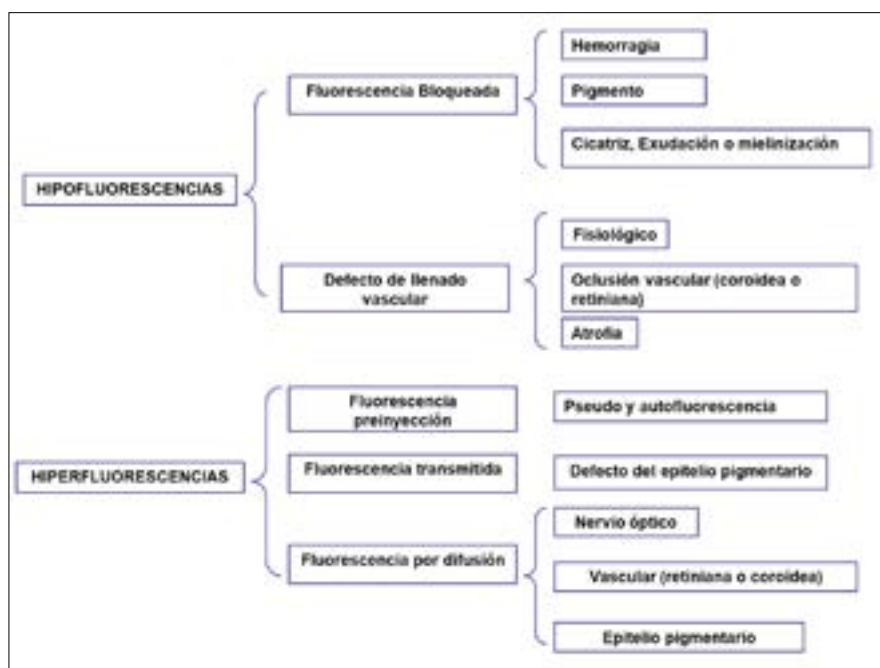 HIPOFLUORESCENCIAS
Fluorescencia Bloqueada
Hemorragia
Pigmento
Cicatriz, Exudación o mielinización
Defecto de llenado
vascular
Fisiológico
Oclusión vascular (coroidea o
retiniana)
Atrofia
HIPERFLUORESCENCIAS
Fluorescencia
preinyección
Pseudo y autofluorescencia
Fluorescencia transmitida
Defecto del epitelio pigmentario
Fluorescencia por difusión
Nervio óptico
Vascular (retiniana o coroidea)
Epitelio pigmentario